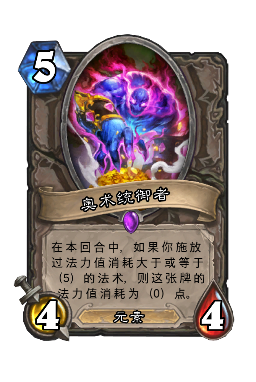 5
奥术统御者
在本回合中，如果你施放
过法力值消耗大于或等于
（5）的法术，则这张牌的
法力值消耗为（0）点。
4
元素
4